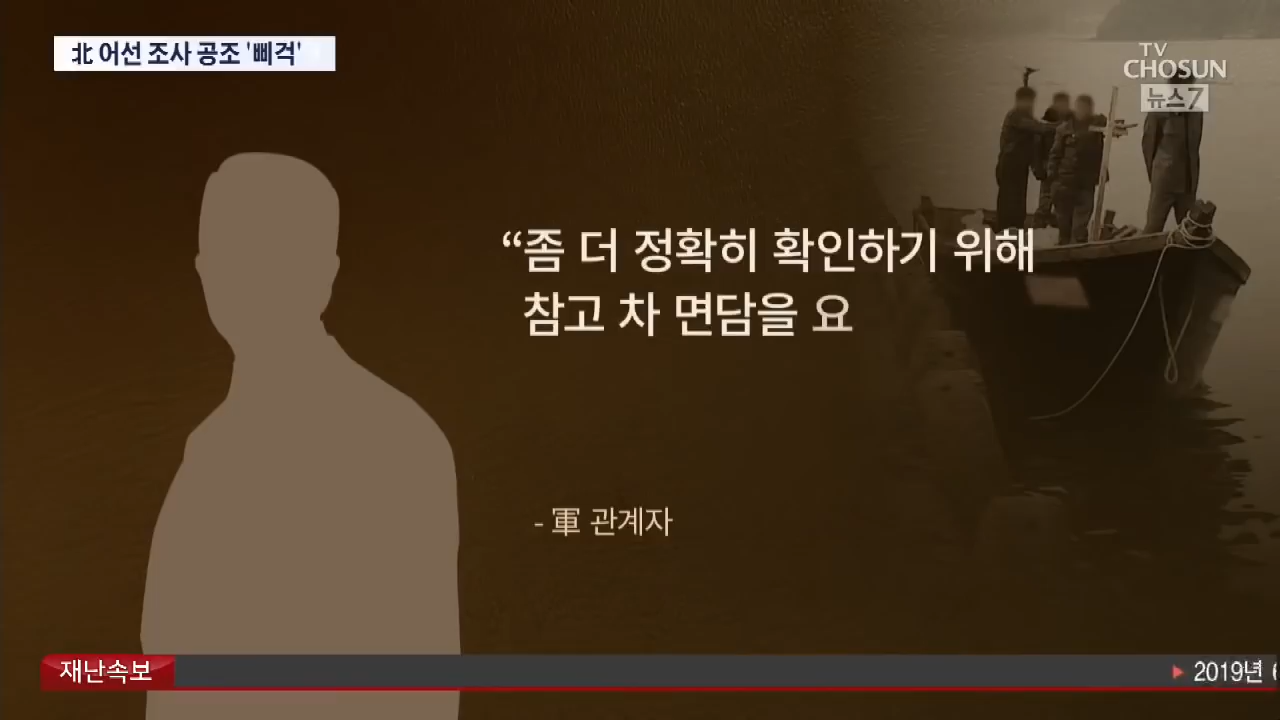 北 어선 조사 공조 '삐걱'
TV
CHOSUN
뉴스7
“좀 더 정확히 확인하기 위해
참고 차 면담을 요
- 軍 관계자
재난속보
▶ 2019년